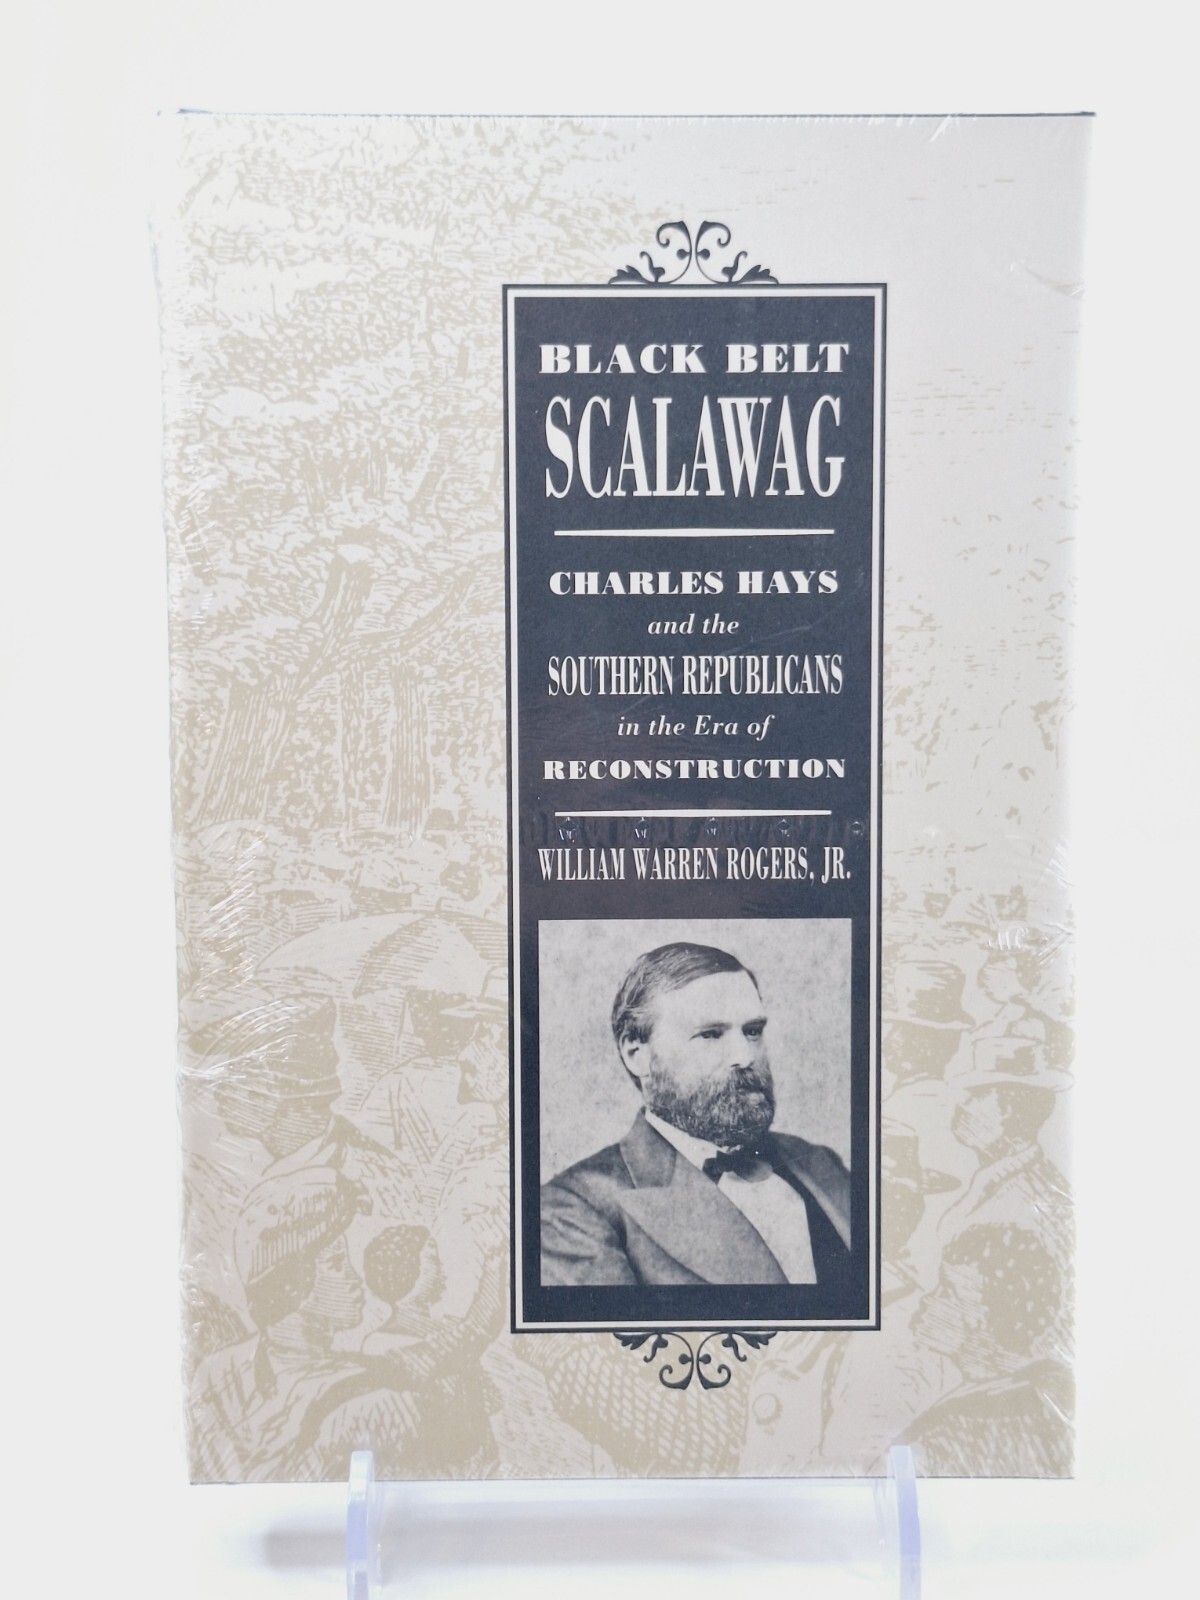 BLACK BELT
SCALAWAG
CHARLES HAYS
and the
SOUTHERN REPUBLICANS
in the Era of
RECONSTRUCTION
WILLIAM WARREN ROGERS, JR.